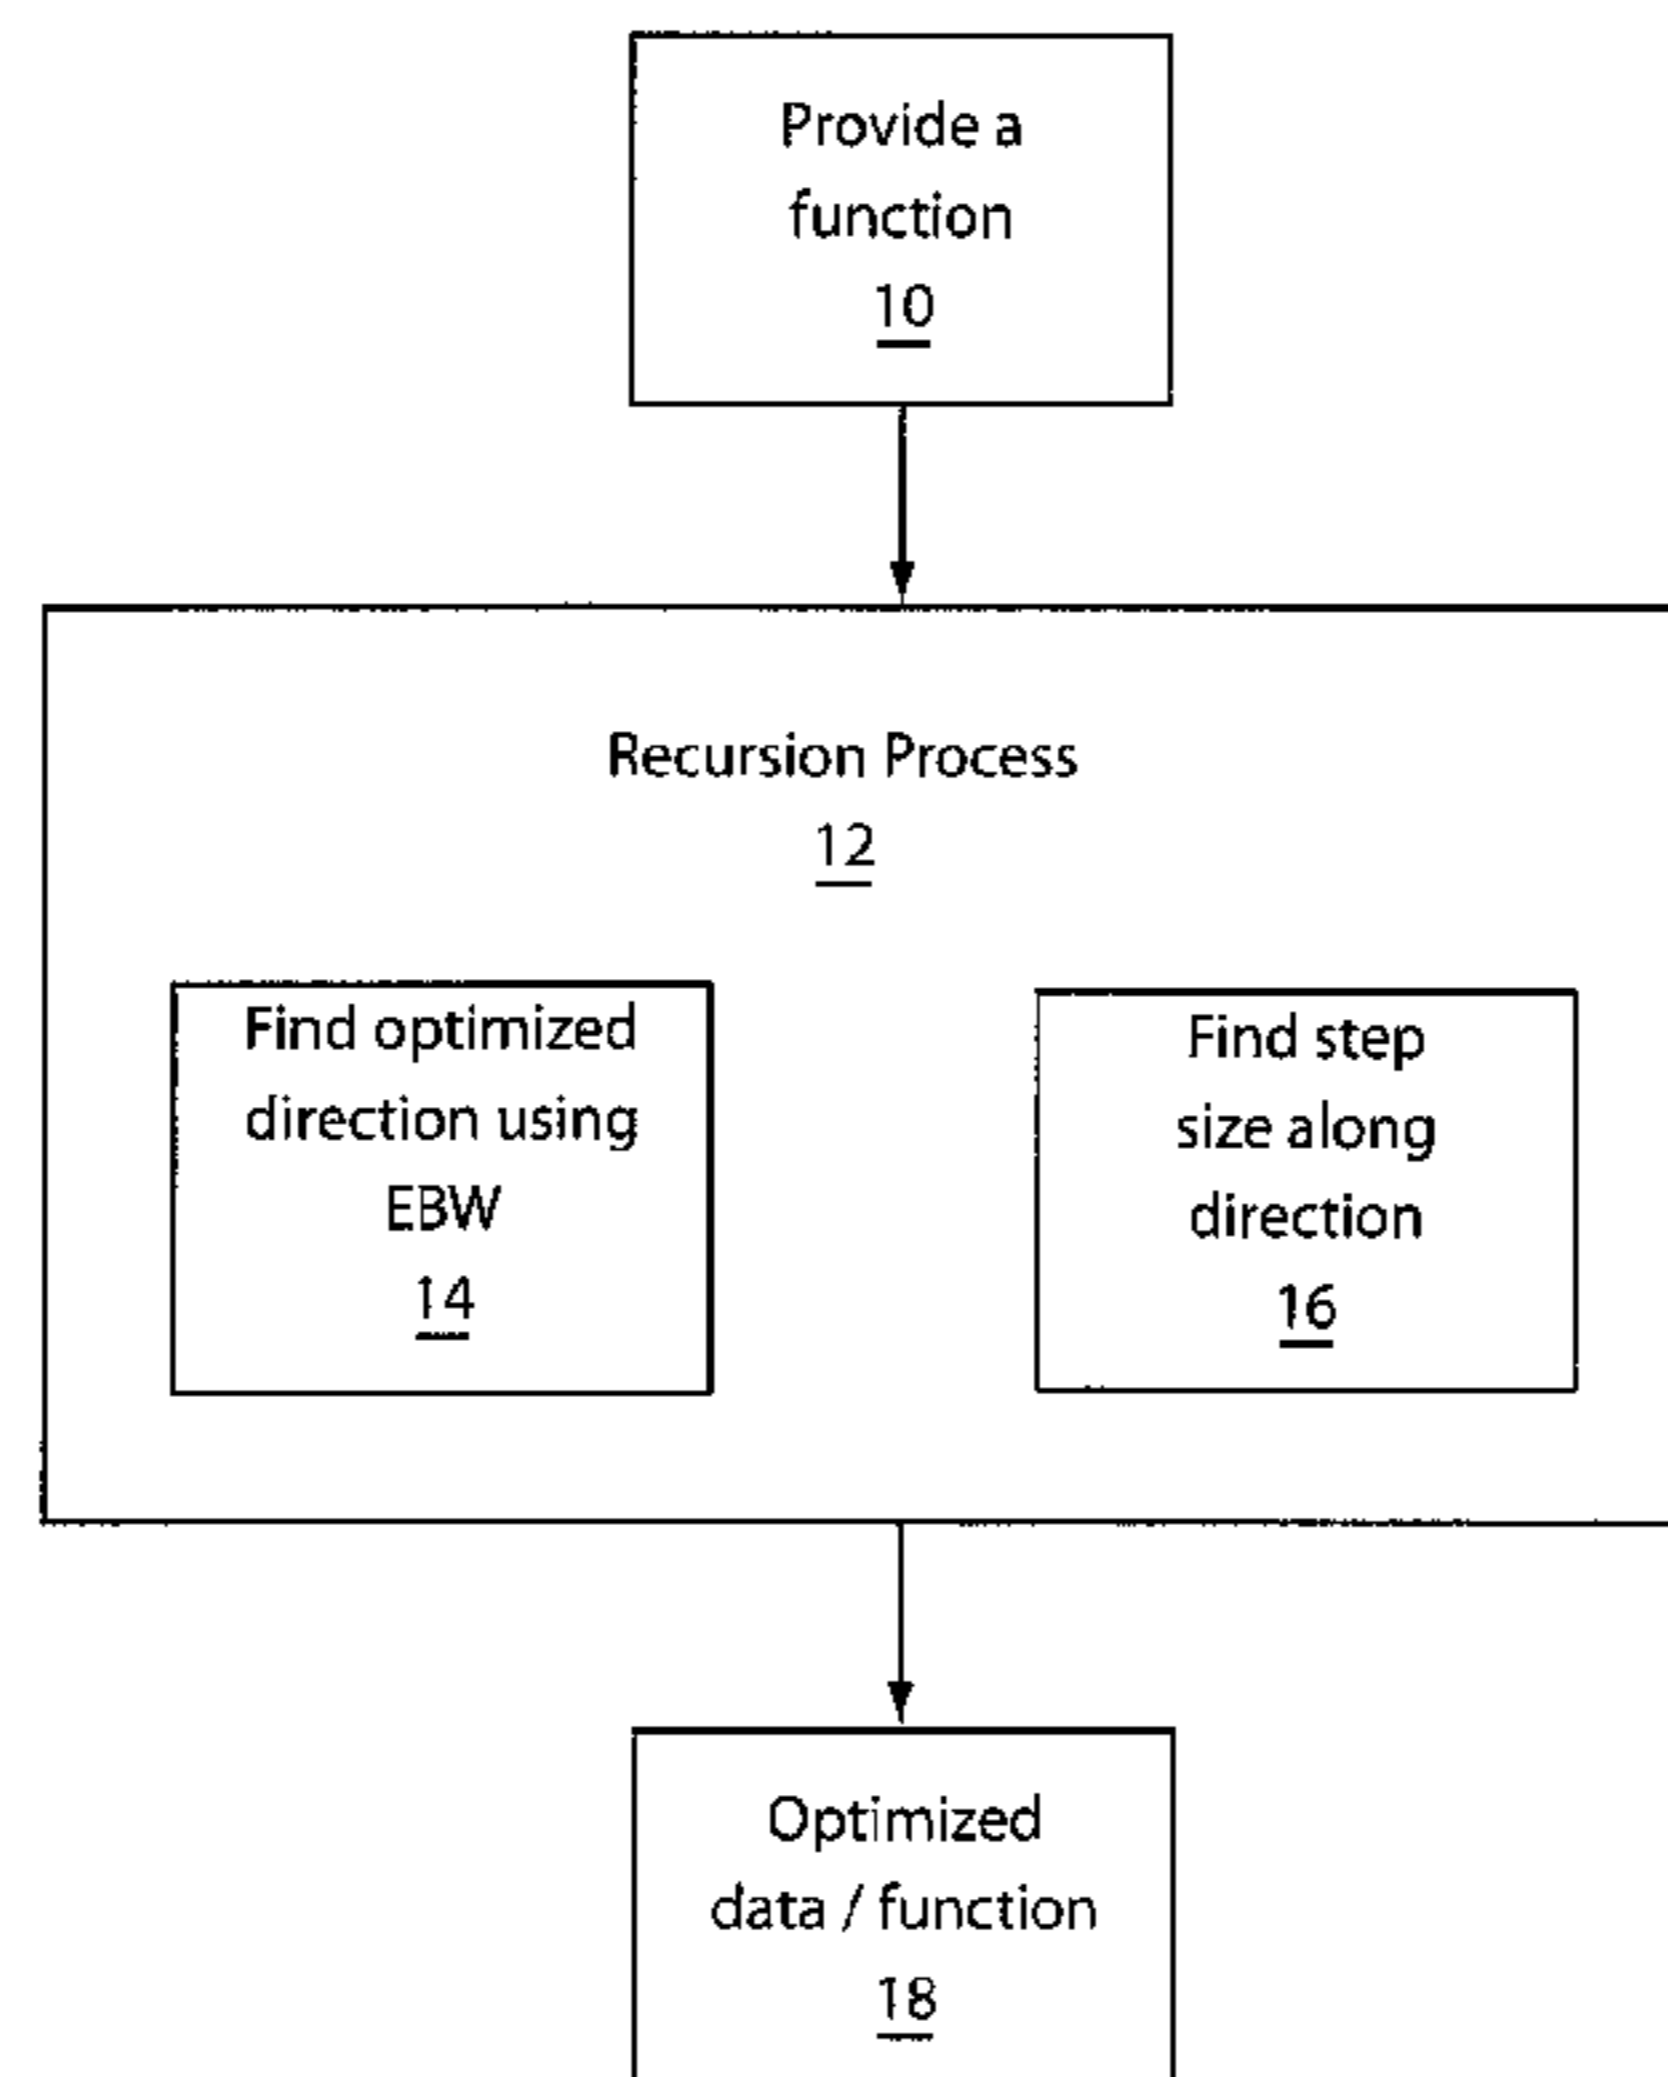 Provide a
function
10
Recursion Process
12
Find optimized
direction using
EBW
14
Find step
size along
direction
16
Optimized
data / function
18